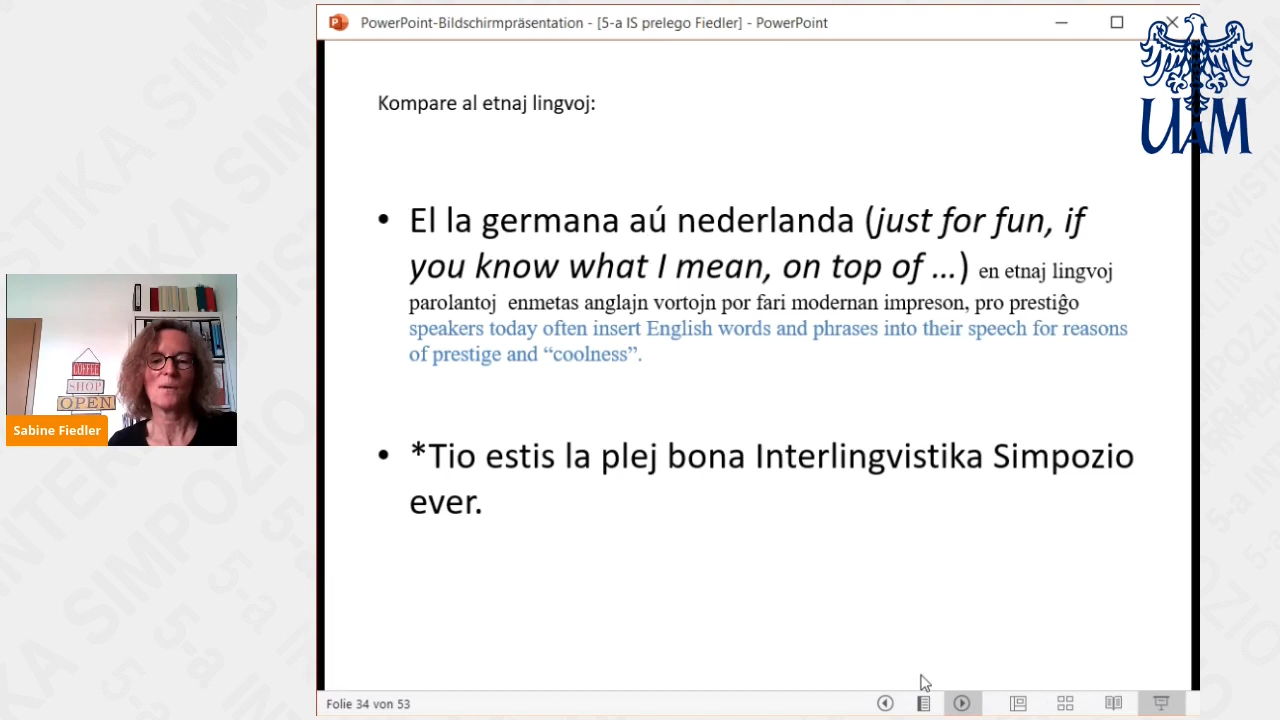 PowerPoint-Bildschirmpräsentation - [5-a IS prelego Fiedler] - PowerPoint
UAM
Kompare al etnaj lingvoj:
• El la germana aú nederlanda (just for fun, if
you know what I mean, on top of ...) en etnaj lingvoj
parolantoj enmetas anglajn vortojn por fari modernan impreson, pro prestiĝo
speakers today often insert English words and phrases into their speech for reasons
of prestige and “coolness”.
• *Tio estis la plej bona Interlingvistika Simpozio
ever.
COFFEE
SHOP
OPEN
Sabine Fiedler
Folie 34 von 53